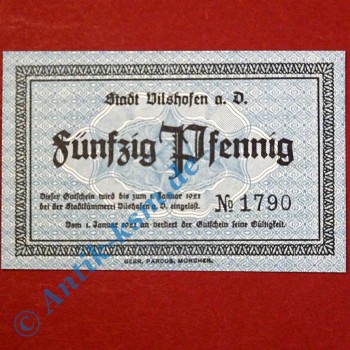 Stadt Vilshofen a. D.
Fünfzig Pfennig
Dieser Gutschein wird bis zum 1. Januar 1921
bei der Stadtkämmerei Vilshofen a. D. eingelöst.
№ 1790
Vom 1. Januar 1921 an verliert der Gutschein seine Gültigkeit.
GEBR. PARCUS, MÜNCHEN.